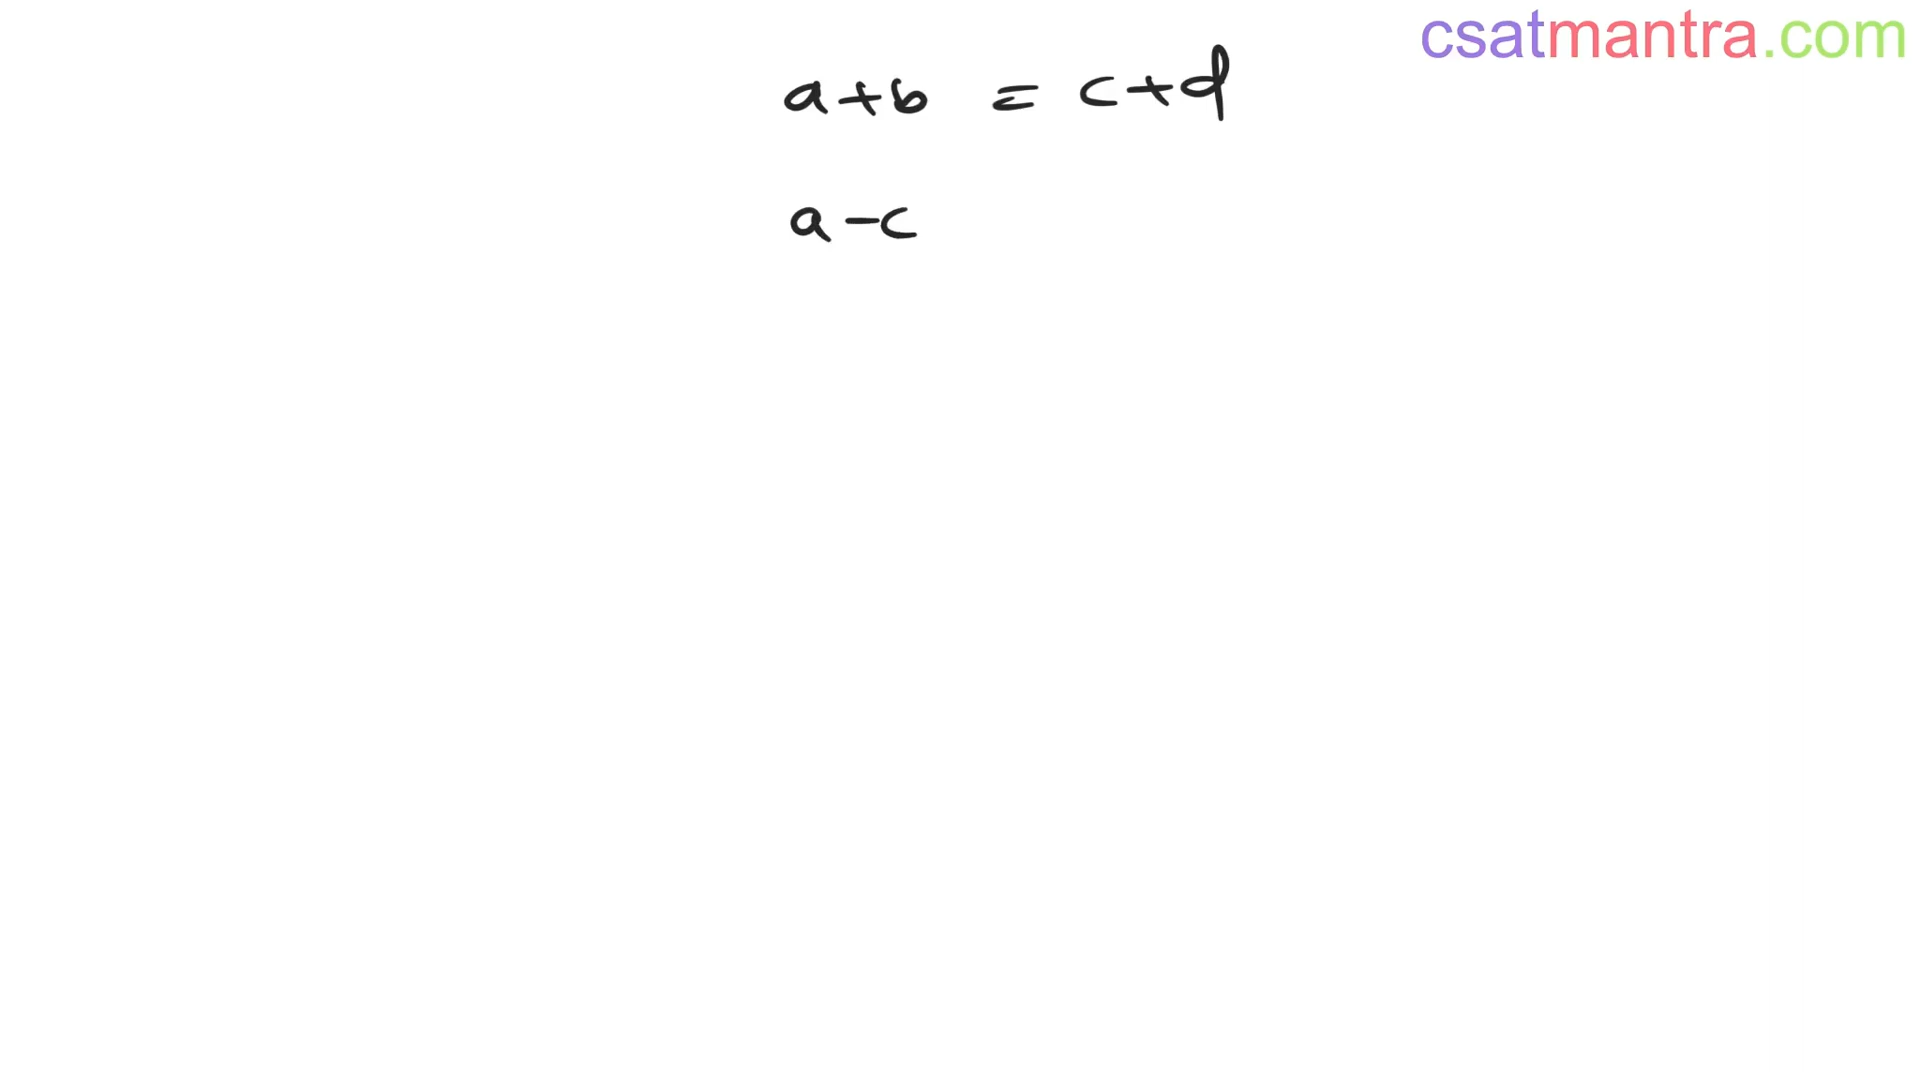 csatmantra.com
a+b = c+d
a-c